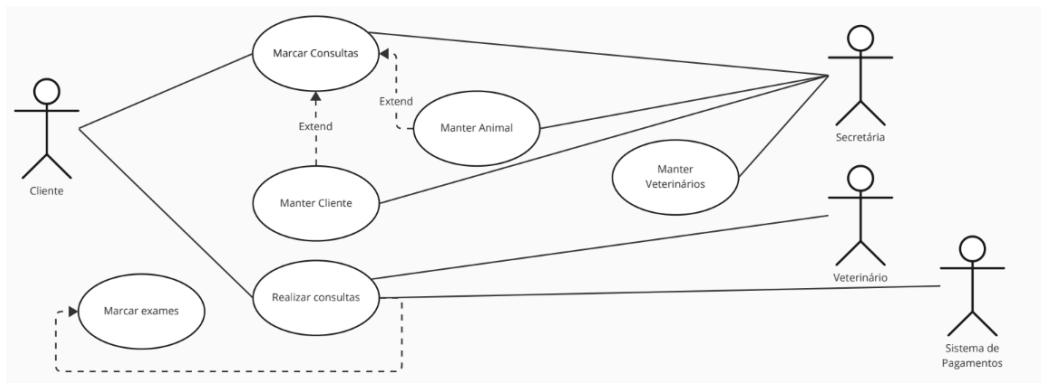 Marcar Consultas
Extend
Extend
Manter Animal
Secretária
Manter
Veterinários
Cliente
Manter Cliente
Veterinário
Realizar consultas
Marcar exames
Sistema de
Pagamentos